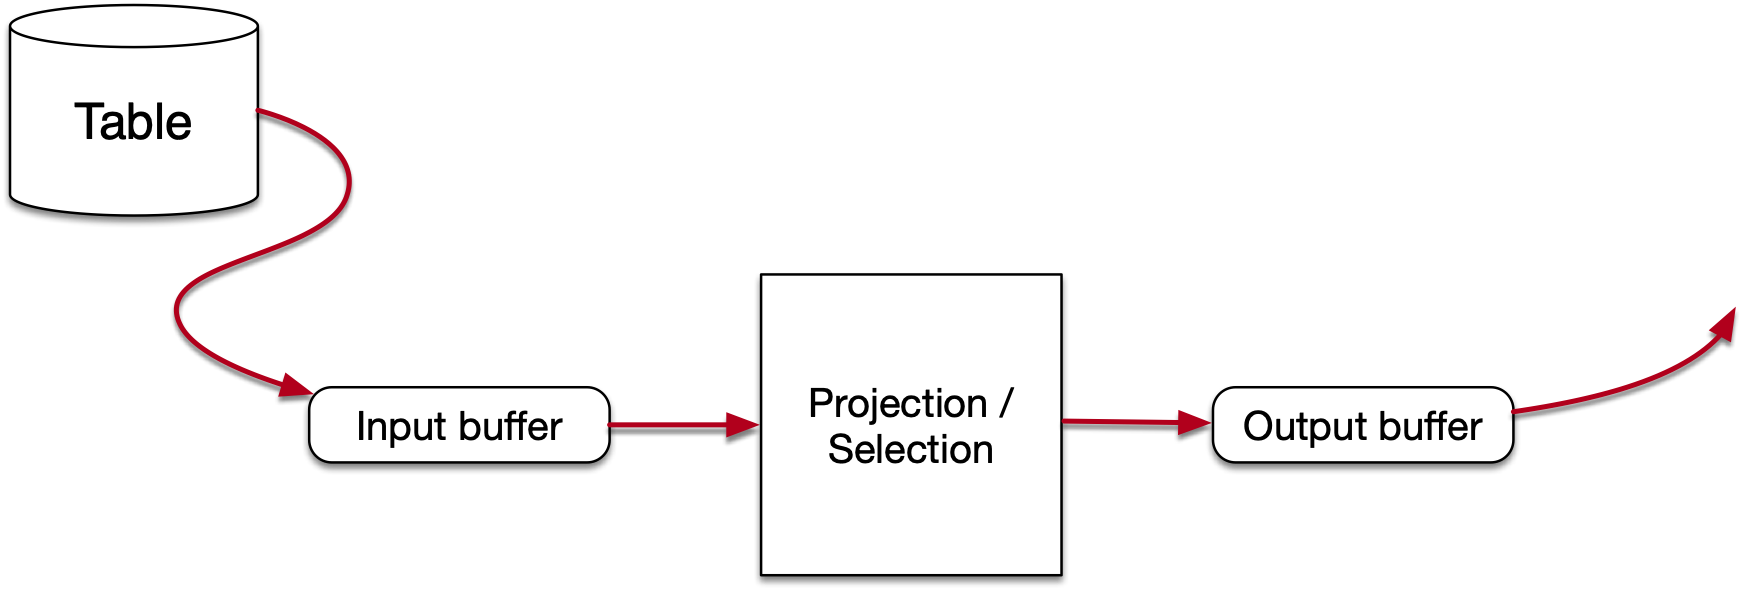 Table
Input buffer
Projection /
Selection
Output buffer